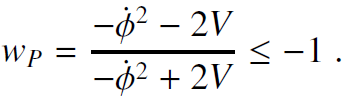 $w_P = \frac{-\dot{\phi}^2 - 2V}{-\dot{\phi}^2 + 2V} \leq -1 \; .$